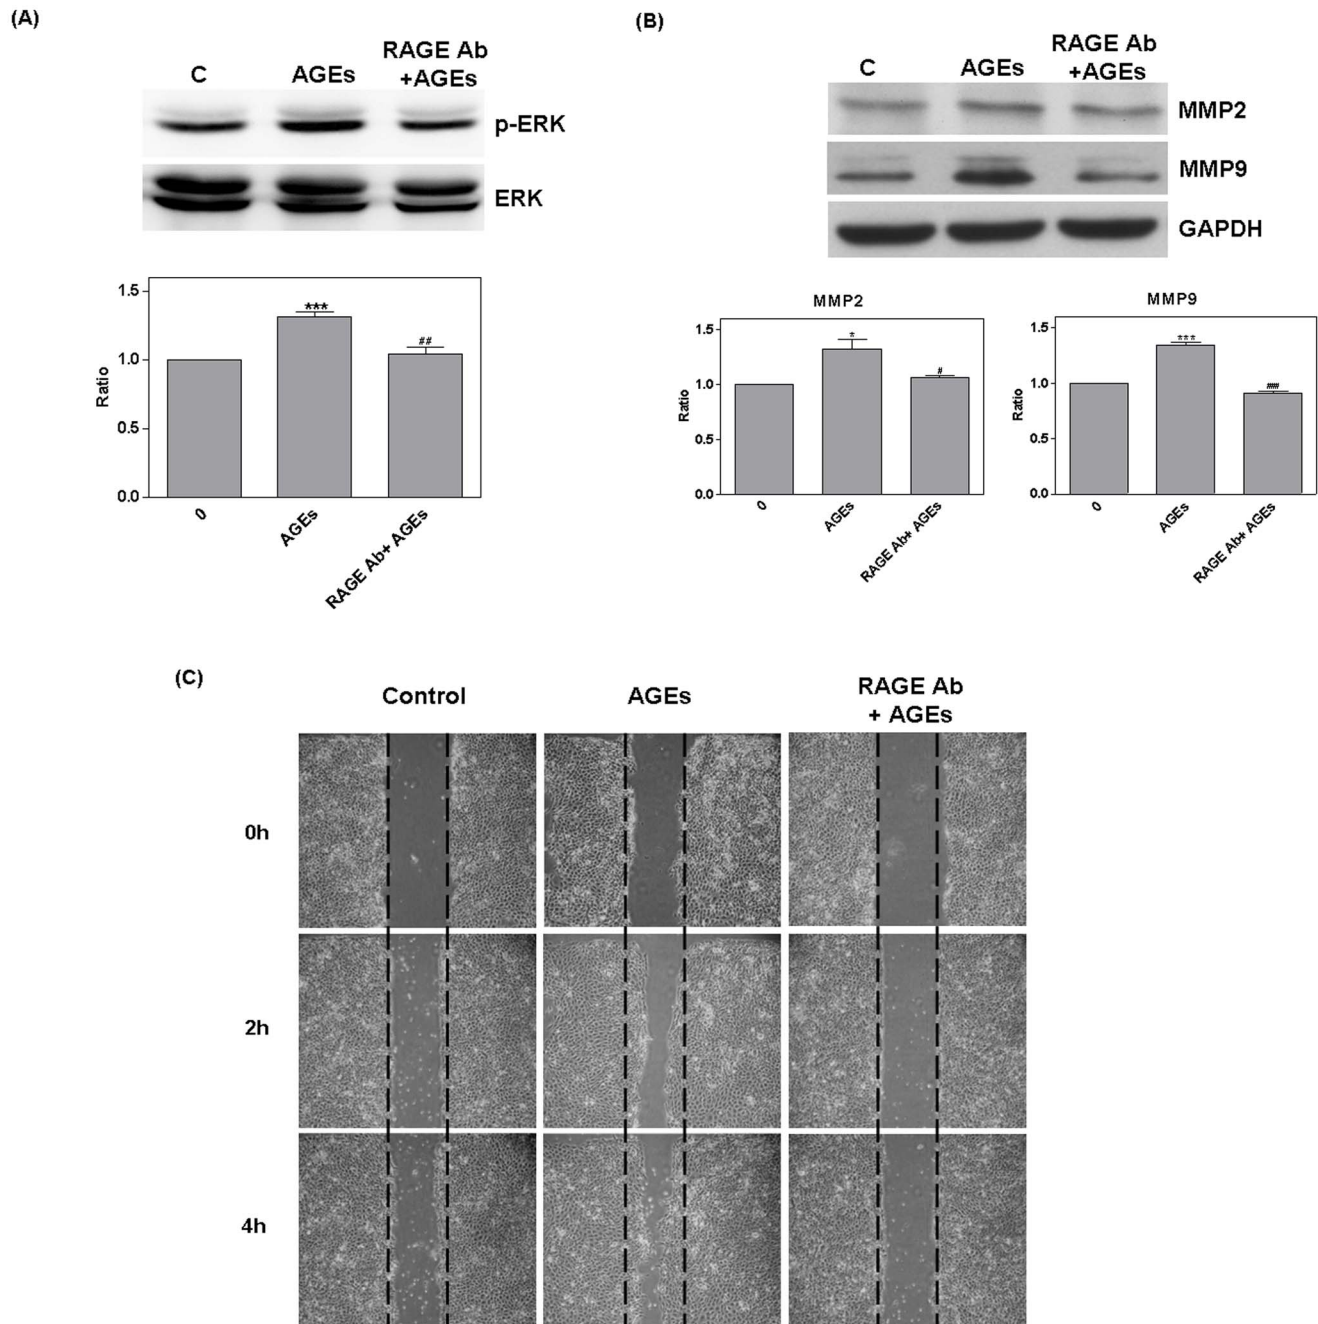 (A)
C
AGEs
RAGE Ab
+AGEs
p-ERK
ERK
1.5
1.0
0.5
0.0
Ratio
***
##
0
AGEs
RAGE Ab+ AGEs
(B)
C
AGEs
RAGE Ab
+AGEs
MMP2
MMP9
GAPDH
MMP2
1.5
1.0
0.5
0.0
Ratio
*
#
0
AGEs
RAGE Ab+ AGEs
MMP9
1.5
1.0
0.5
0.0
Ratio
***
###
0
AGEs
RAGE Ab+ AGEs
(C)
Control
AGEs
RAGE Ab
+ AGEs
0h
2h
4h